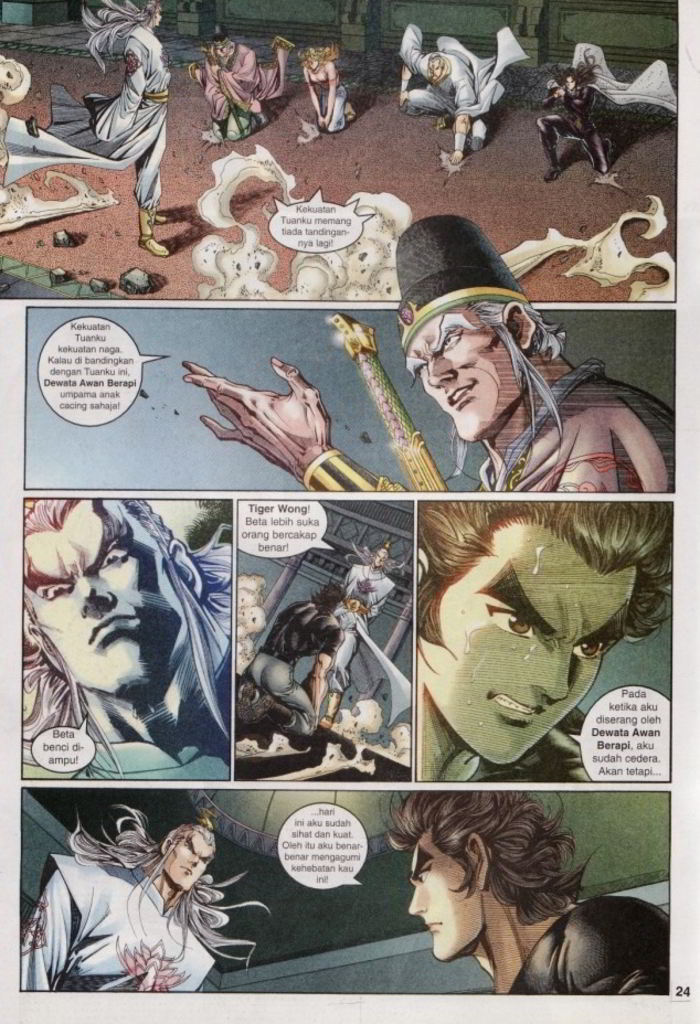 Kekuatan
Tuanku memang
tiada tandingan-
nya lagi!
Kekuatan
Tuanku
kekuatan naga.
Kalau di bandingkan
dengan Tuanku ini,
Dewata Awan Berapi
umpama anak
cacing sahaja!
Beta
benci di-
ampu!
Tiger Wong!
Beta lebih suka
orang bercakap
benar!
Pada
ketika aku
diserang oleh
Dewata Awan
Berapi, aku
sudah cedera.
Akan tetapi...
...hari
ini aku sudah
sihat dan kuat.
Oleh itu aku benar-
benar mengagumi
kehebatan kau
ini!
24